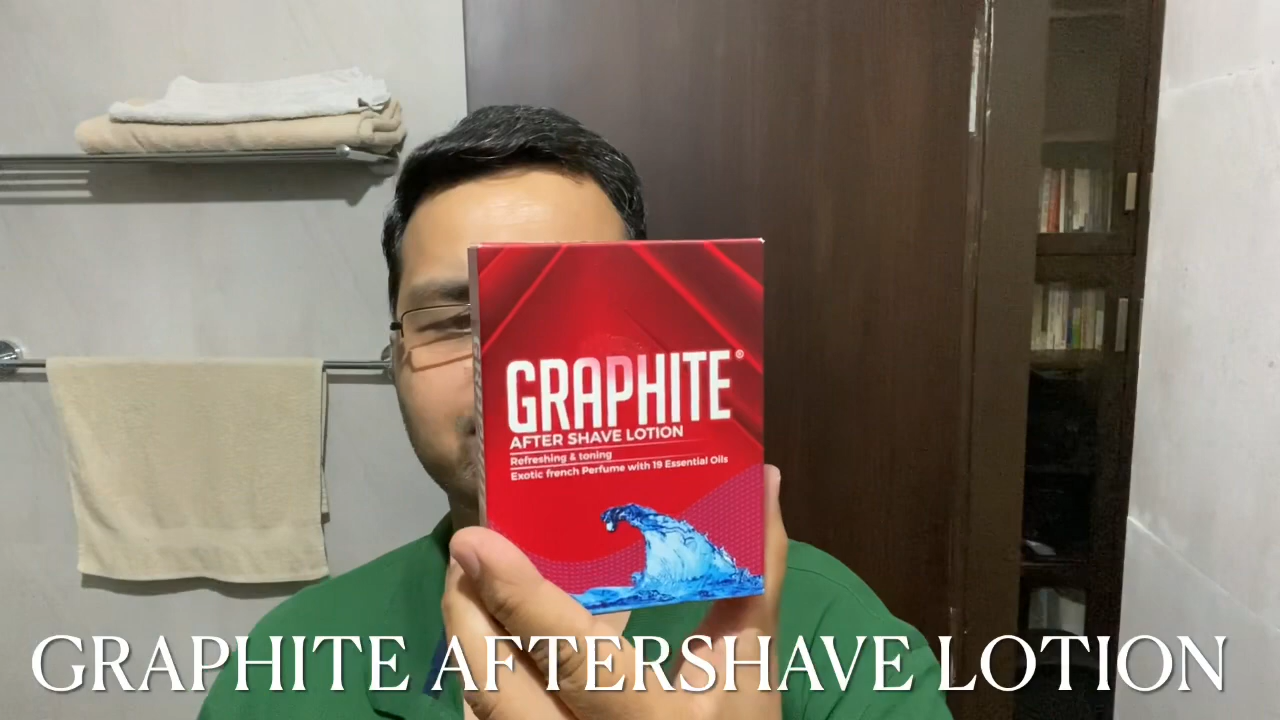 GRAPHITE®
AFTER SHAVE LOTION
Refreshing & toning
Exotic french Perfume with 19 Essential Oils
GRAPHITE AFTERSHAVE LOTION